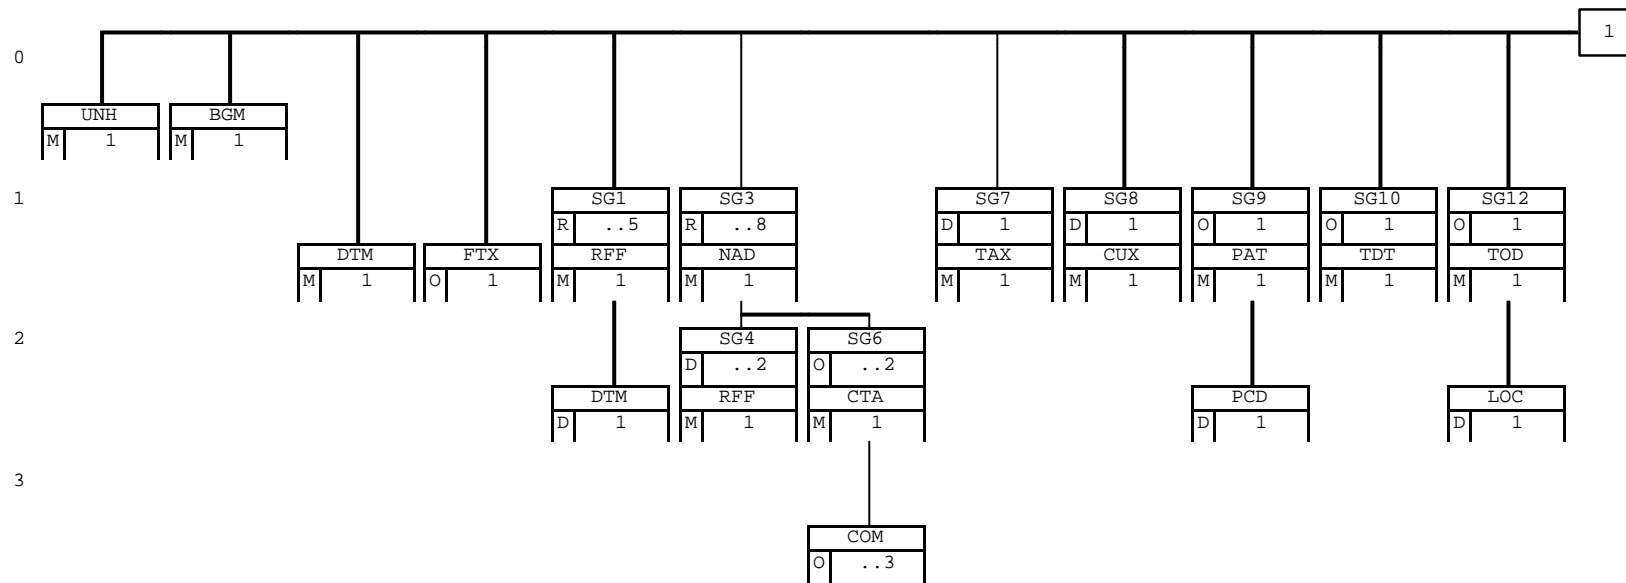 1
0
UNH BGM
M 1 M 1
1 SG1 SG3 SG7 SG8 SG9 SG10 SG12
R ..5 R ..8 D 1 D 1 O 1 O 1 O 1
DTM FTX RFF NAD TAX CUX PAT TDT TOD
M 1 O 1 M 1 M 1 M 1 M 1 M 1 M 1 M 1
2 SG4 SG6
D ..2 O ..2
DTM RFF CTA PCD LOC
D 1 M 1 M 1 D 1 D 1
3
COM
O ..3